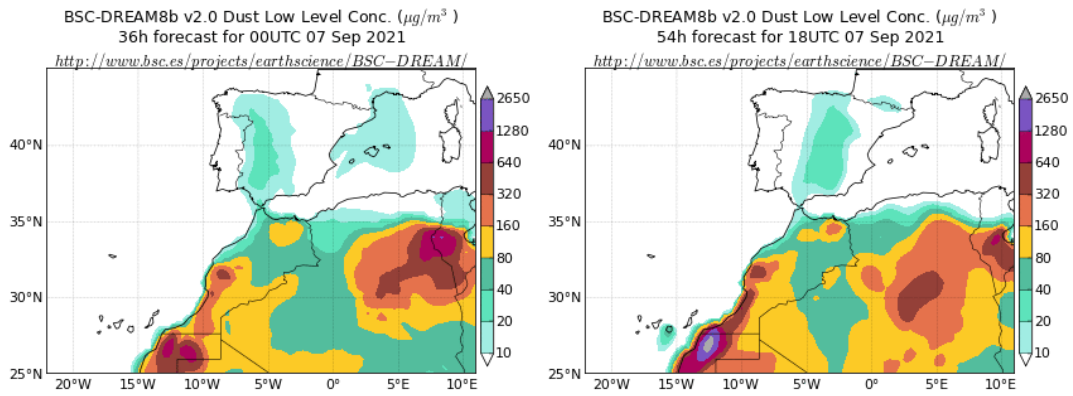 BSC-DREAM8b v2.0 Dust Low Level Conc. (μg/m³ )
36h forecast for 00UTC 07 Sep 2021
http://www.bsc.es/projects/earthscience/BSC−DREAM/
40°N
35°N
30°N
25°N
20°W
15°W
10°W
5°W
0°
5°E
10°E
2650
1280
640
320
160
80
40
20
10
BSC-DREAM8b v2.0 Dust Low Level Conc. (μg/m³ )
54h forecast for 18UTC 07 Sep 2021
http://www.bsc.es/projects/earthscience/BSC−DREAM/
40°N
35°N
30°N
25°N
20°W
15°W
10°W
5°W
0°
5°E
10°E
2650
1280
640
320
160
80
40
20
10